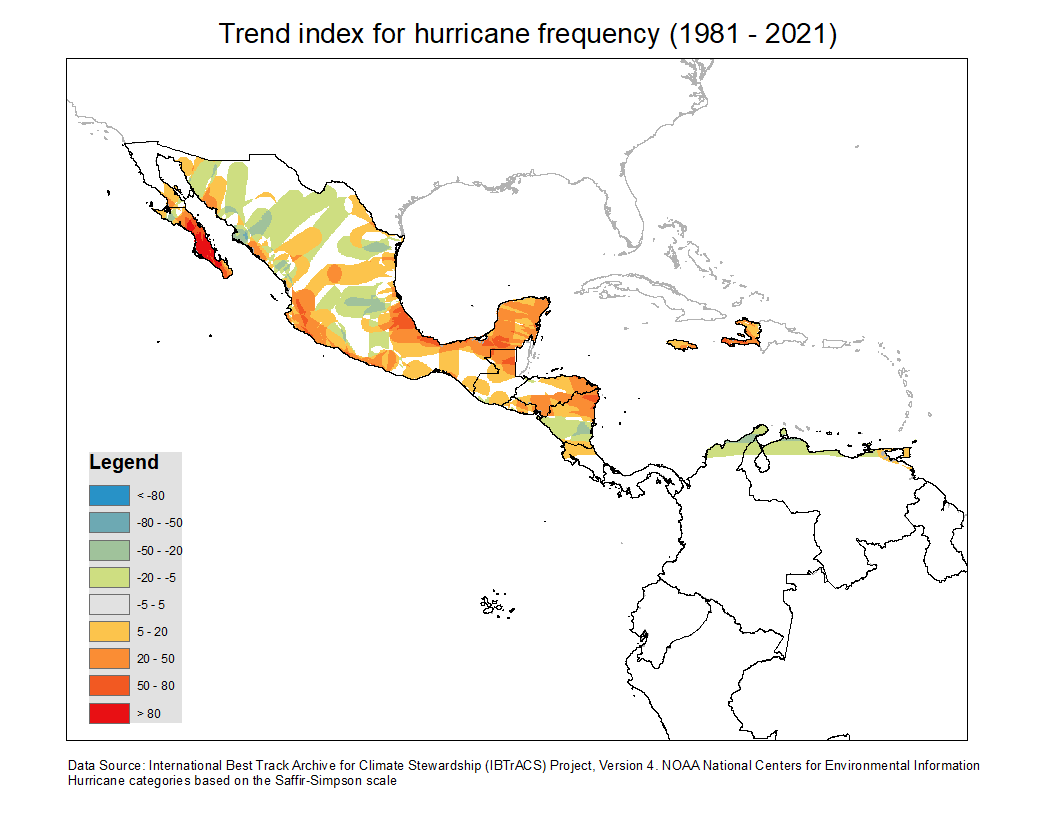 Trend index for hurricane frequency (1981 - 2021)
Legend
< -80
-80 - -50
-50 - -20
-20 - -5
-5 - 5
5 - 20
20 - 50
50 - 80
> 80
Data Source: International Best Track Archive for Climate Stewardship (IBTrACS) Project, Version 4. NOAA National Centers for Environmental Information
Hurricane categories based on the Saffir-Simpson scale